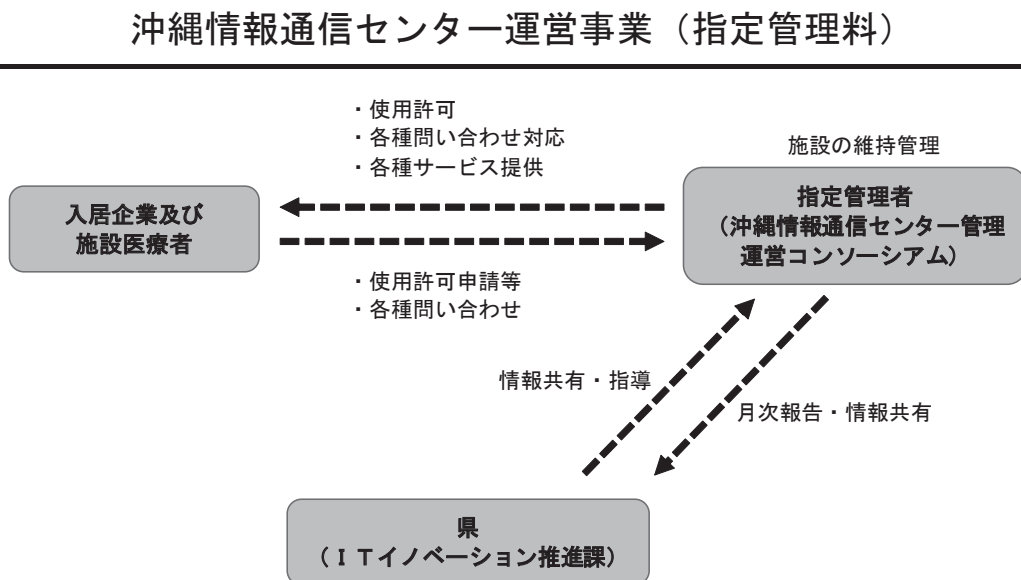 沖縄情報通信センター運営事業（指定管理料）
・使用許可
・各種問い合わせ対応
・各種サービス提供
施設の維持管理
入居企業及び
施設医療者
指定管理者
（沖縄情報通信センター管理
運営コンソーシアム）
・使用許可申請等
・各種問い合わせ
情報共有・指導
月次報告・情報共有
県
（ＩＴイノベーション推進課）